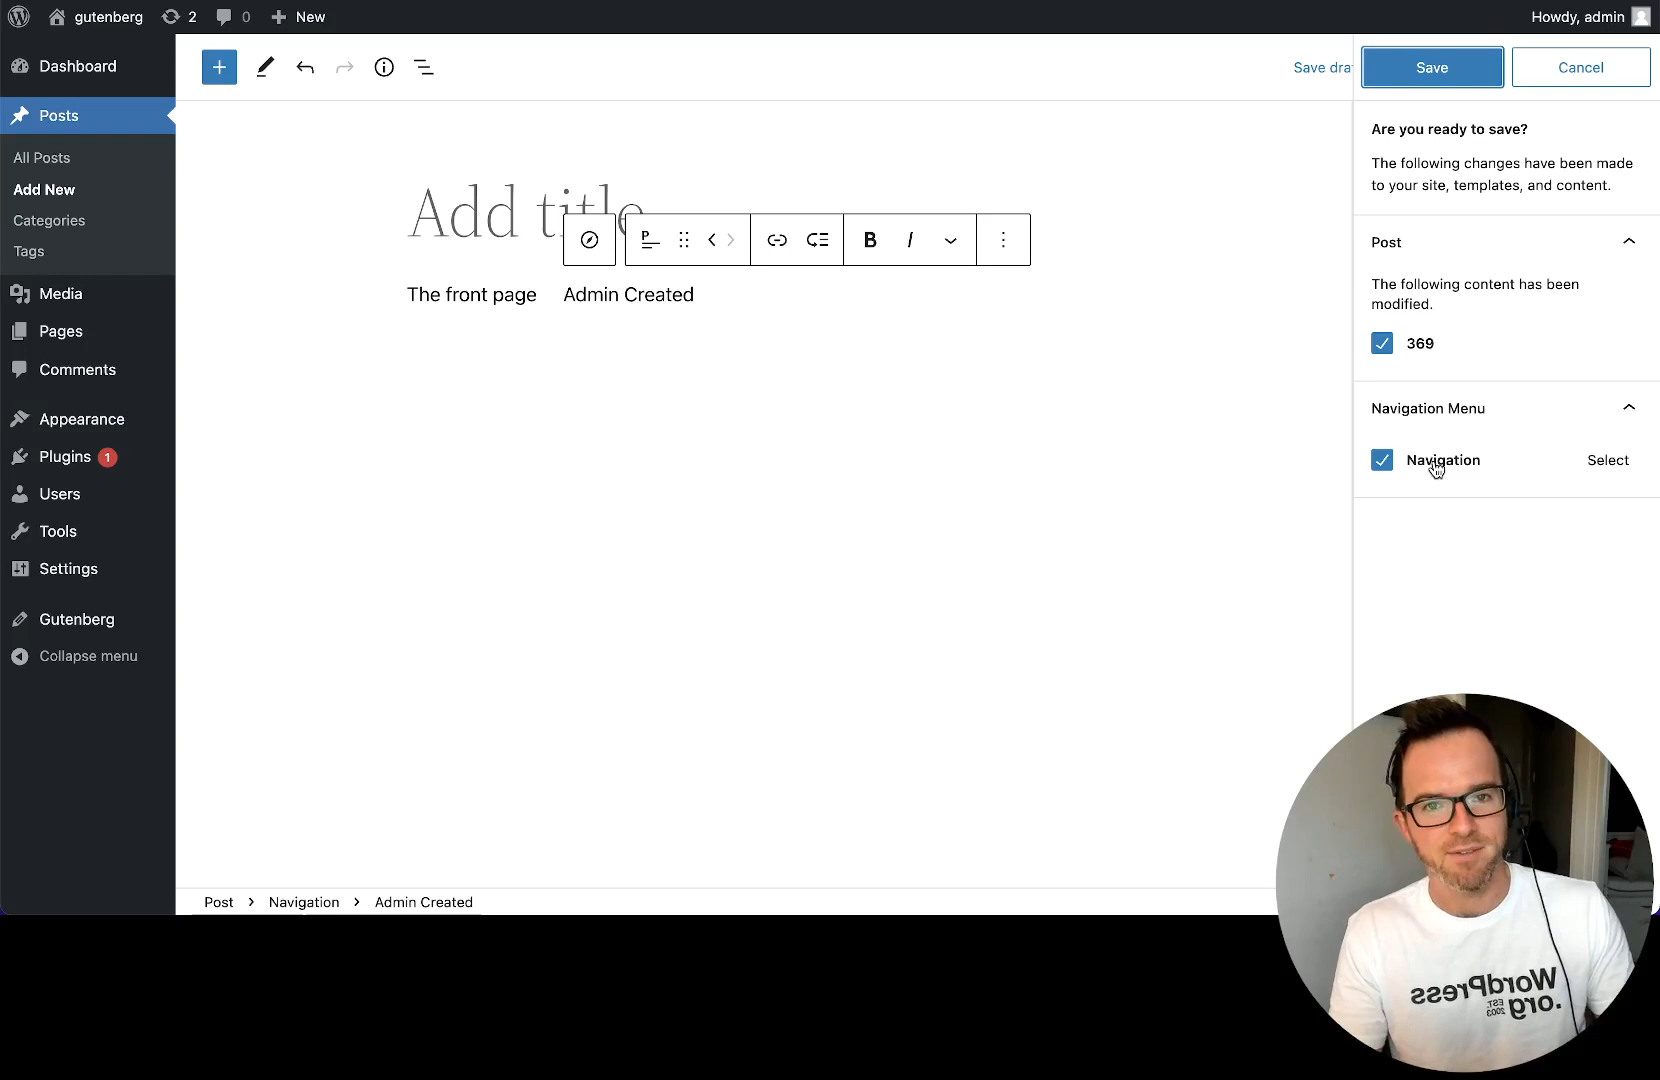 gutenberg
2
0
New
Howdy, admin
Dashboard
Posts
All Posts
Add New
Categories
Tags
Media
Pages
Comments
Appearance
Plugins 1
Users
Tools
Settings
Gutenberg
Collapse menu
Save dra
Save
Cancel
Add title
P
B I
The front page
Admin Created
Are you ready to save?
The following changes have been made
to your site, templates, and content.
Post
The following content has been
modified.
369
Navigation Menu
Navigation
Select
Post > Navigation > Admin Created
WordPress
.org
EST.
2003